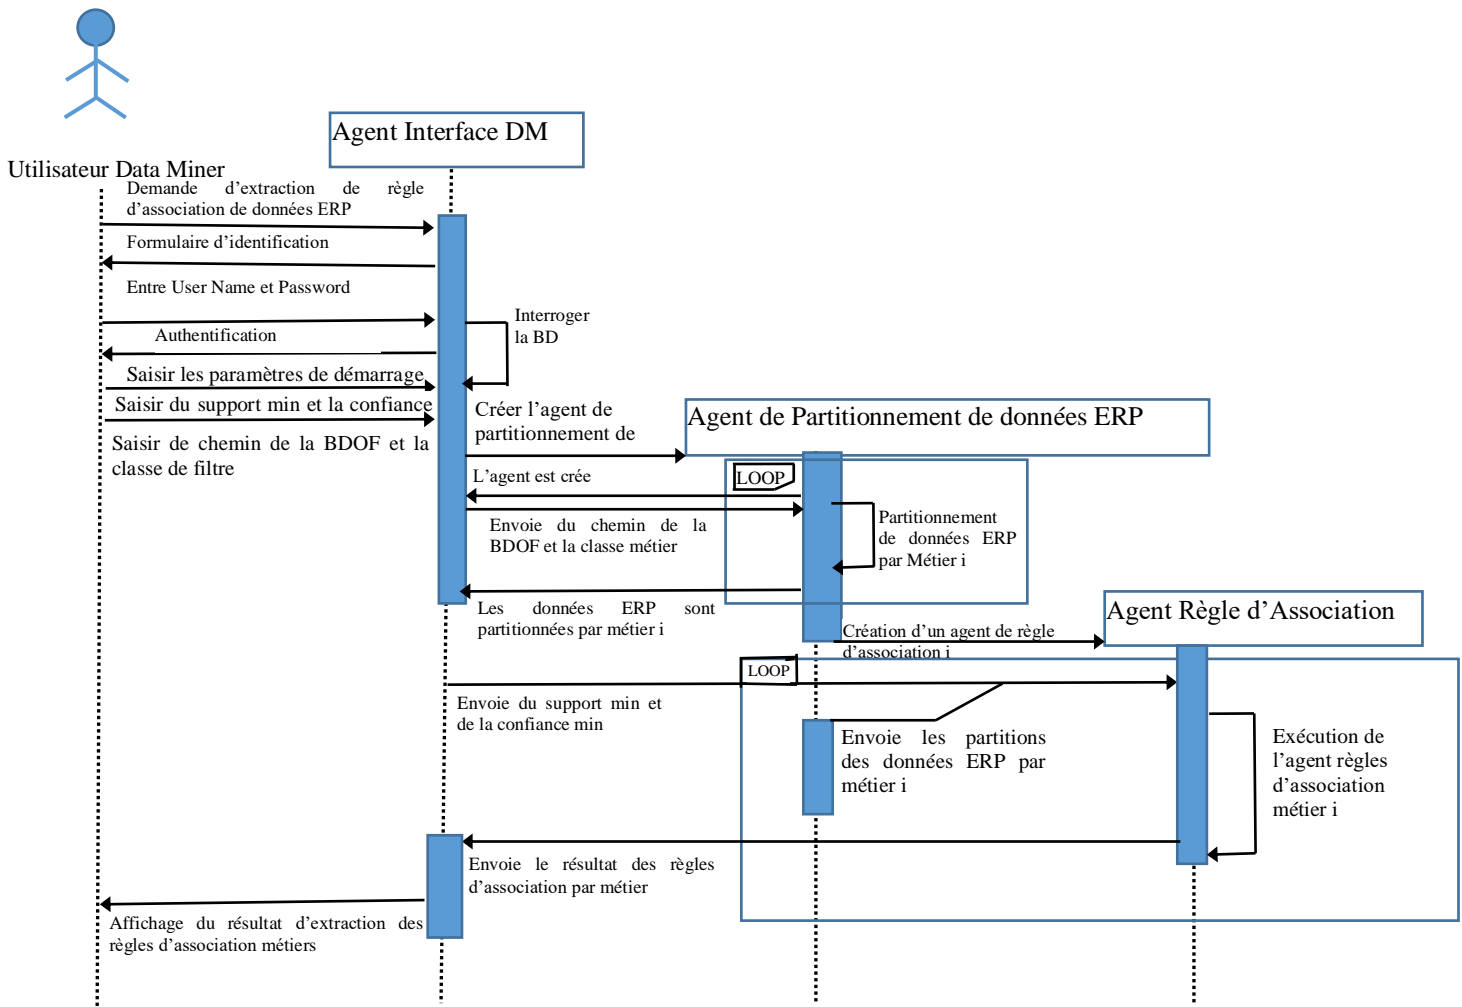 Agent Interface DM
Utilisateur Data Miner
Demande d'extraction de règle
d'association de données ERP
Formulaire d'identification
Entre User Name et Password
Interroger
la BD
Authentification
Saisir les paramètres de démarrage
Saisir du support min et la confiance
Saisir de chemin de la BDOF et la
classe de filtre
Créer l'agent de
partitionnement de
Agent de Partitionnement de données ERP
L'agent est crée
LOOP
Envoie du chemin de la
BDOF et la classe métier
Partitionnement
de données ERP
par Métier i
Les données ERP sont
partitionnées par métier i
Agent Règle d'Association
Création d'un agent de règle
d'association i
LOOP
Envoie du support min et
de la confiance min
Envoie les partitions
des données ERP par
métier i
Exécution de
l'agent règles
d'association
métier i
Envoie le résultat des règles
d'association par métier
Affichage du résultat d'extraction des
règles d'association métiers